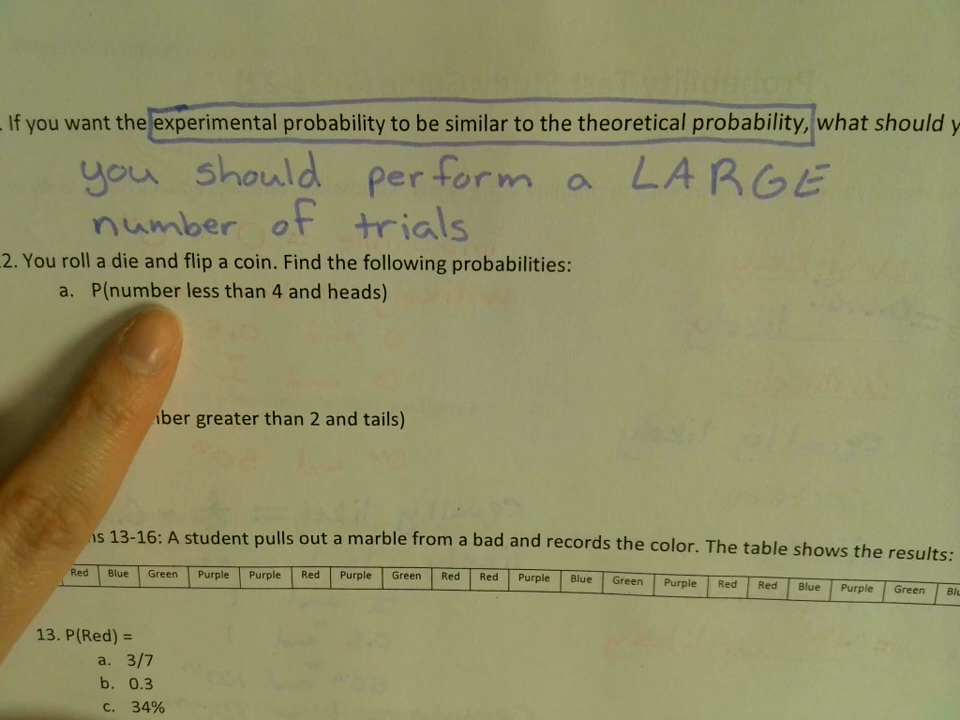 . If you want the experimental probability to be similar to the theoretical probability, what should y
you should perform a LARGE
number of trials
2. You roll a die and flip a coin. Find the following probabilities:
a. P(number less than 4 and heads)
ber greater than 2 and tails)
ns 13-16: A student pulls out a marble from a bad and records the color. The table shows the results:
Red Blue Green Purple Purple Red Purple Green Red Red Purple Blue Green Purple Red Red Blue Purple Green Blu
13. P(Red) =
a. 3/7
b. 0.3
c. 34%